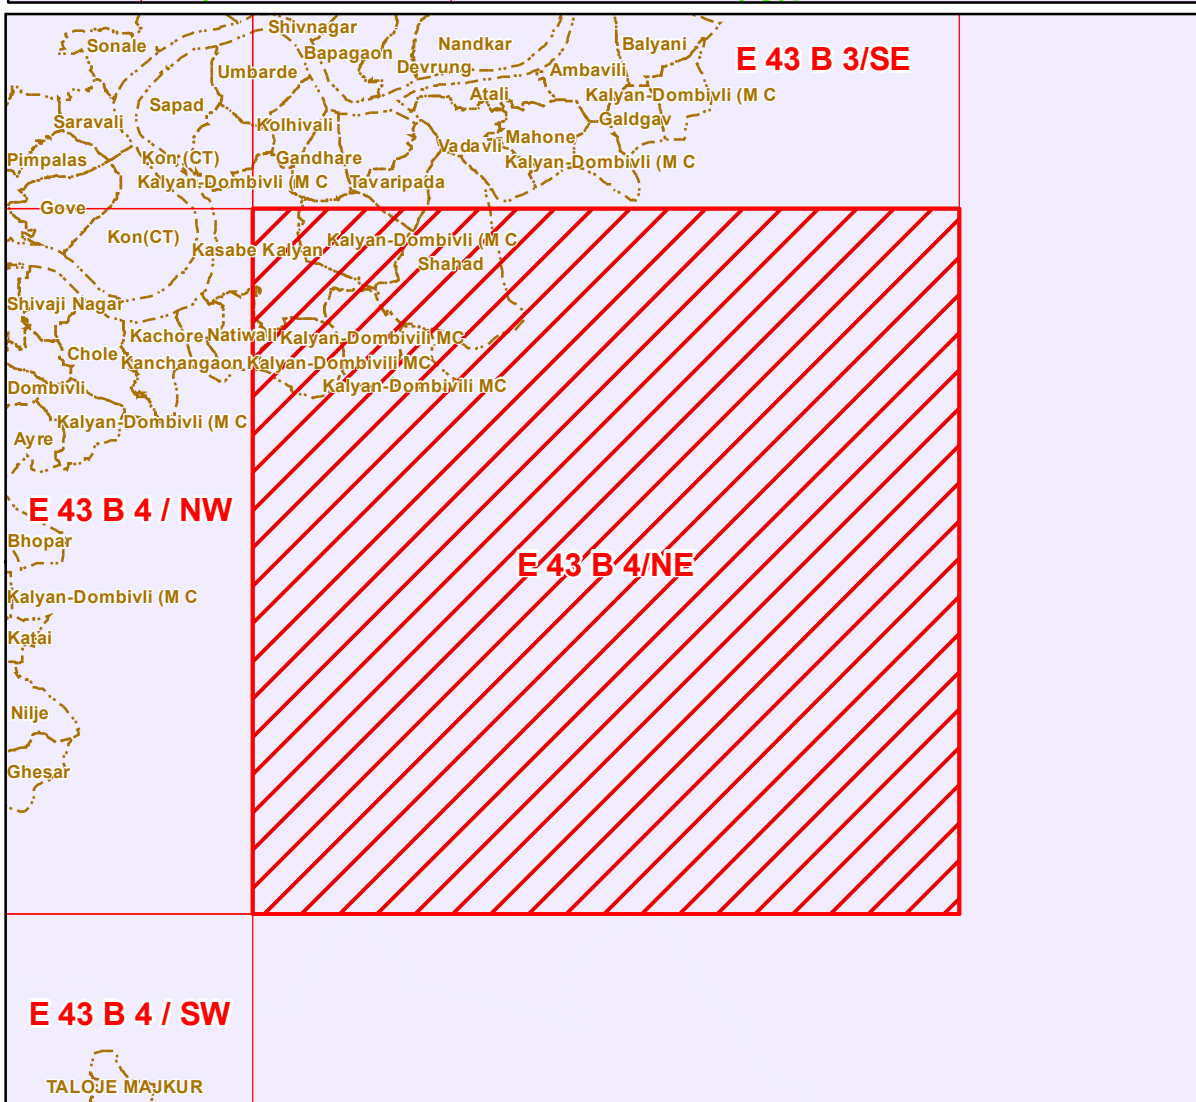 Shivnagar
Sonale
Bapagaon
Nandkar
Balyani
E 43 B 3/SE
Umbarde
Devrung
Ambavili
Sapad
Atali
Kalyan-Dombivli (M C
Saravali
Kolhivali
Galdgav
Vadavli
Mahone
Pimpalas
Kon (CT)
Gandhare
Kalyan-Dombivli (M C
Kalyan-Dombivli (M C
Tavaripada
Gove
Kon(CT)
Kasabe Kalyan
Kalyan-Dombivli (M C
Shahad
Shivaji Nagar
Kachore
Natiwali
Kalyan-Dombivili MC
Chole
Kanchangaon
Kalyan-Dombivili MC
Dombivli
Kalyan-Dombivili MC
Kalyan-Dombivli (M C
Ayre
E 43 B 4 / NW
Bhopar
E 43 B 4/NE
Kalyan-Dombivli (M C
Katai
Nilje
Ghesar
E 43 B 4 / SW
TALOJE MAJKUR